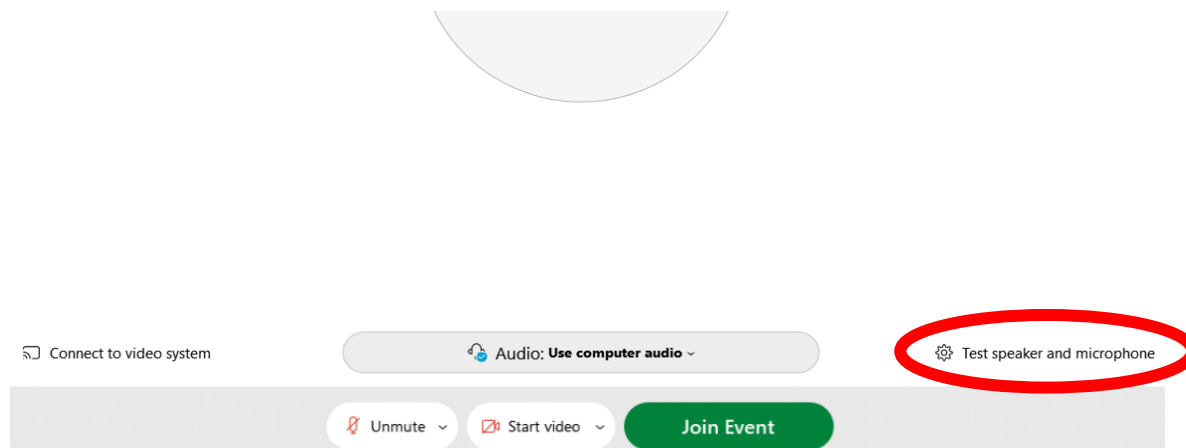 Connect to video system
Audio: Use computer audio
Test speaker and microphone
Unmute
Start video
Join Event